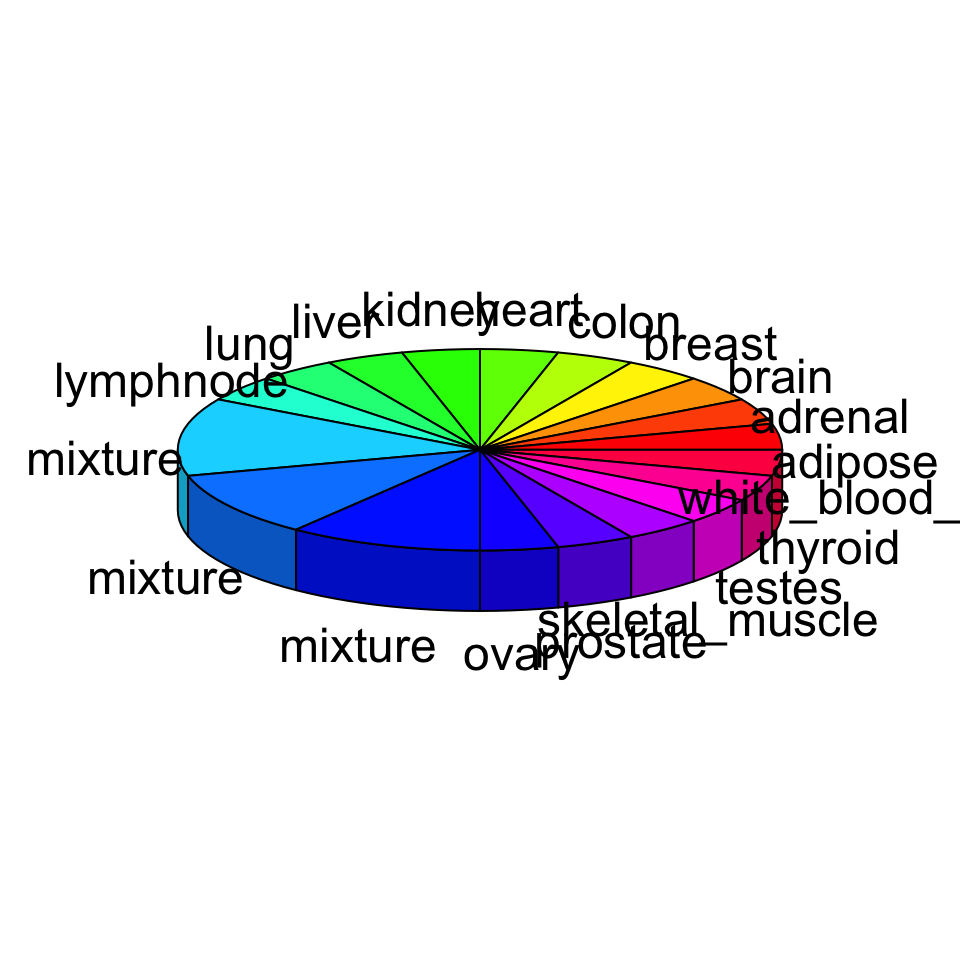 kidney
heart
liver
colon
lung
breast
lymphnode
brain
adrenal
mixture
adipose
white_blood_
thyroid
mixture
testes
skeletal_muscle
prostate
mixture
ovary